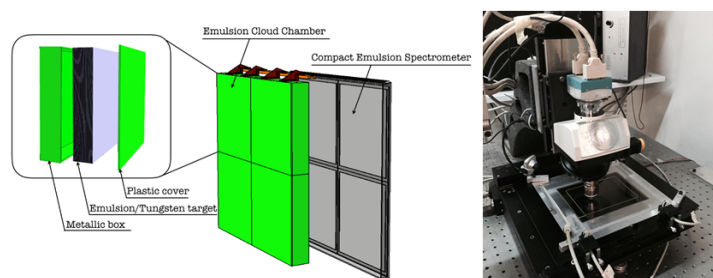 Emulsion Cloud Chamber
Compact Emulsion Spectrometer
Plastic cover
Emulsion/Tungsten target
Metallic box